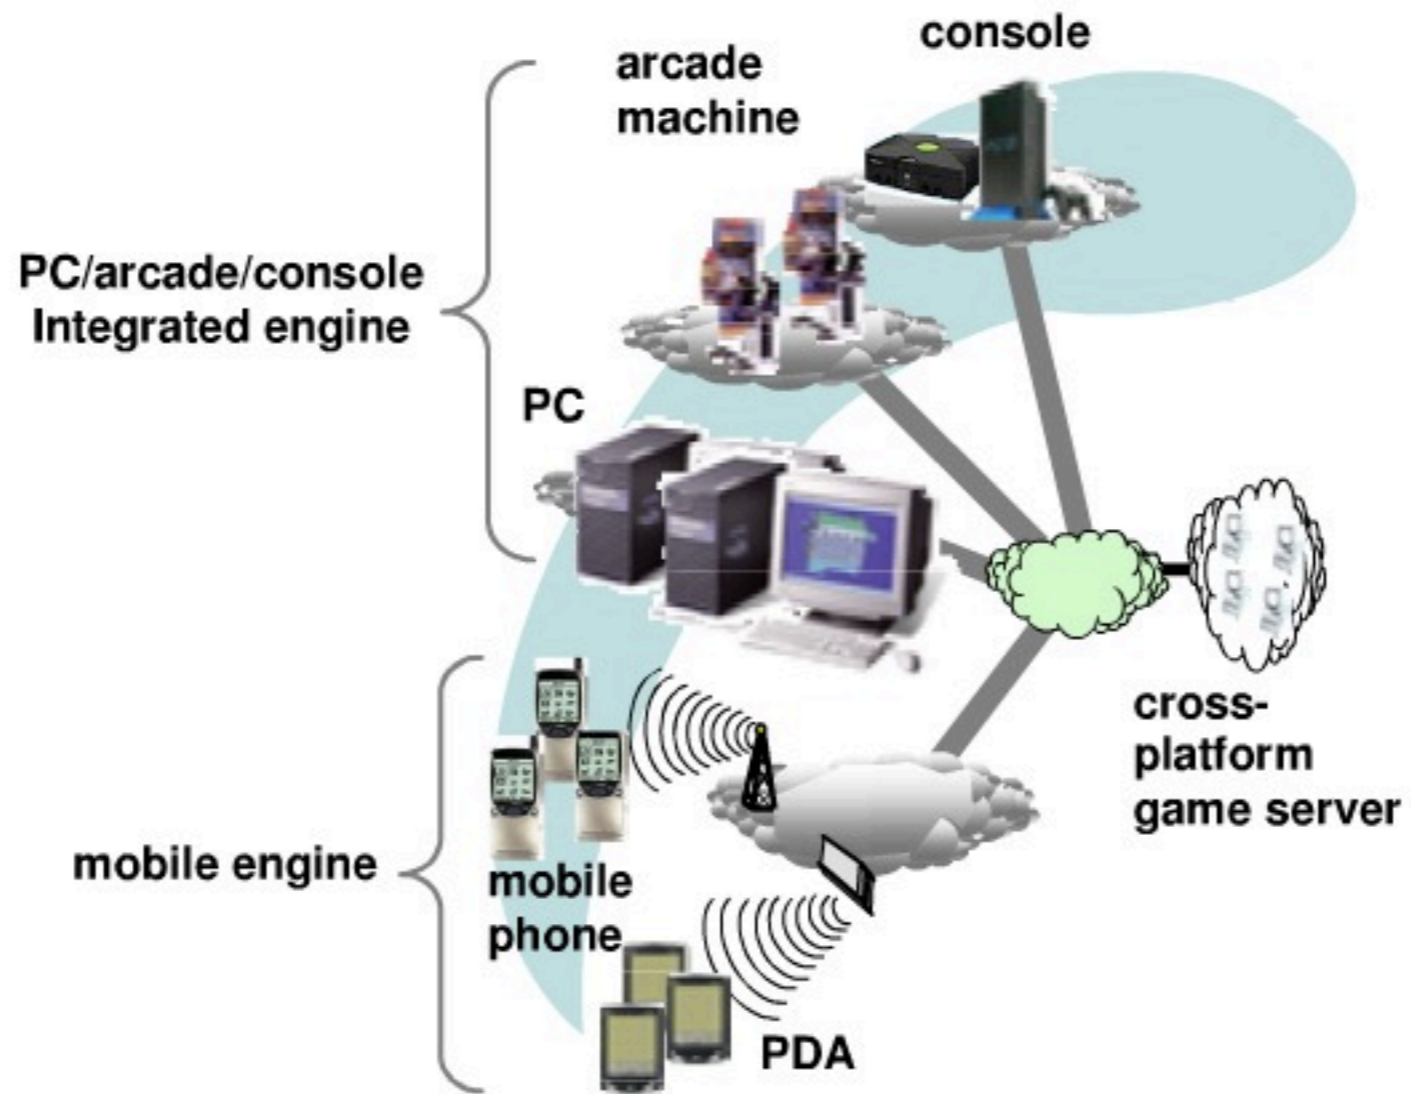 console
arcade
machine
PC/arcade/console
Integrated engine
PC
cross-
platform
game server
mobile engine
mobile
phone
PDA